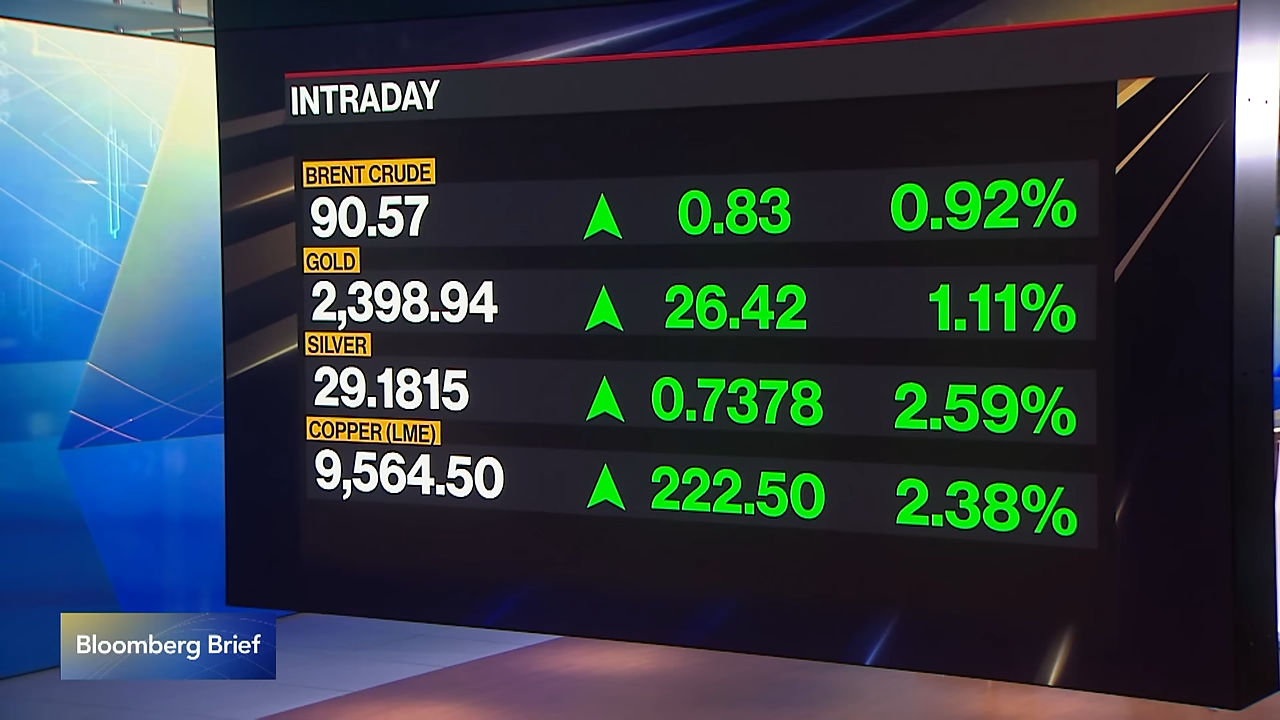 INTRADAY
BRENT CRUDE
90.57 0.83 0.92%
GOLD
2,398.94 26.42 1.11%
SILVER
29.1815 0.7378 2.59%
COPPER (LME)
9,564.50 222.50 2.38%
Bloomberg Brief